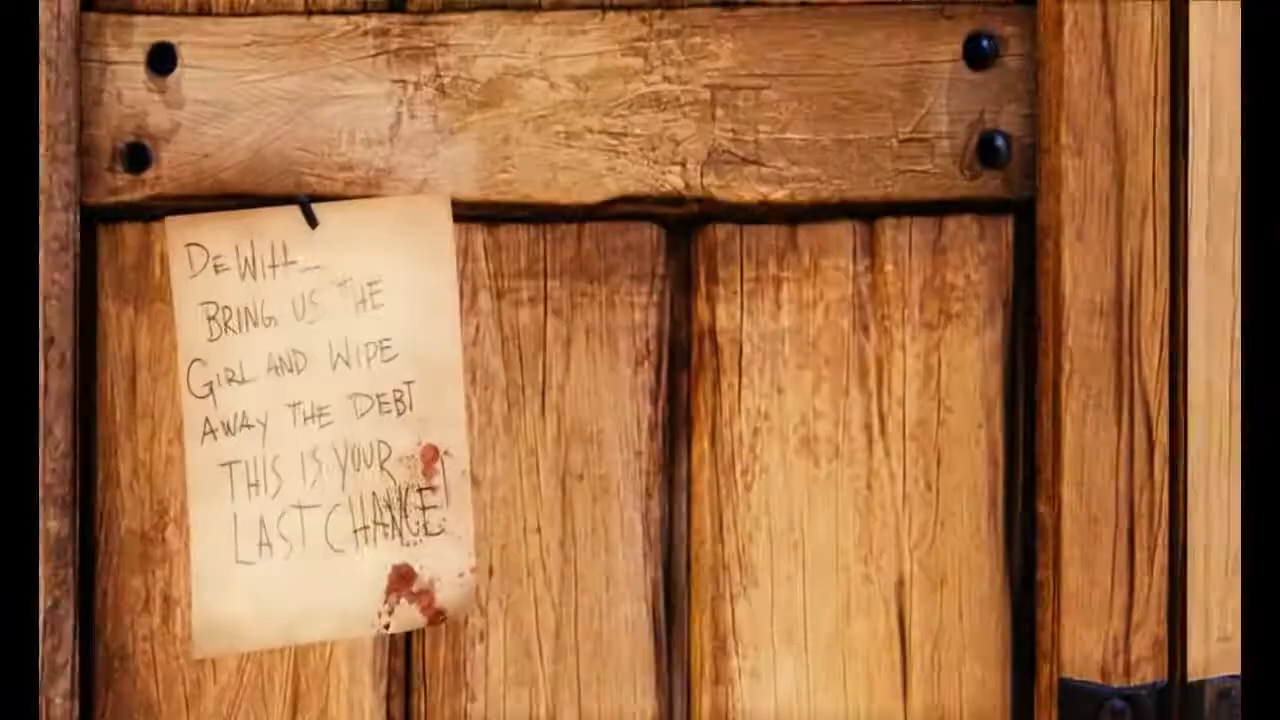 DEWITT—
BRING US THE
GIRL AND WIPE
AWAY THE DEBT
THIS IS YOUR
LAST CHANCE!